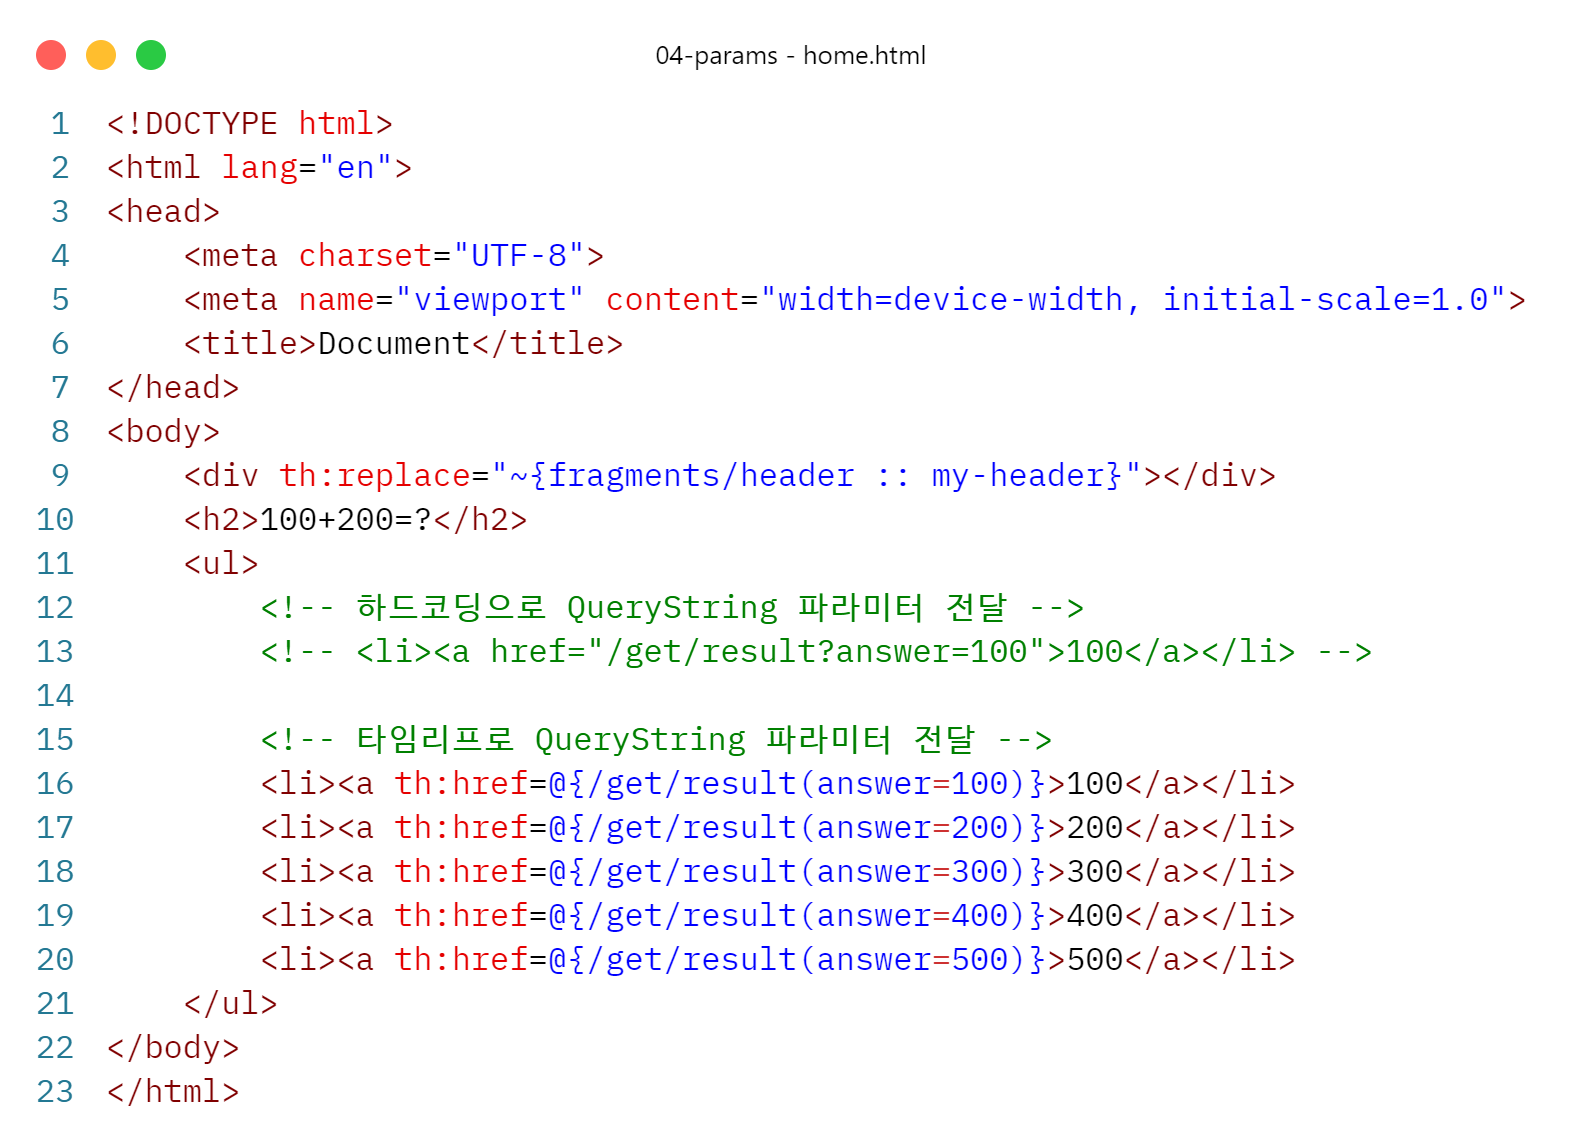 04-params - home.html
1 <!DOCTYPE html>
2 <html lang="en">
3 <head>
4     <meta charset="UTF-8">
5     <meta name="viewport" content="width=device-width, initial-scale=1.0">
6     <title>Document</title>
7 </head>
8 <body>
9     <div th:replace="~{fragments/header :: my-header}"></div>
10     <h2>100+200=?</h2>
11     <ul>
12         <!-- 하드코딩으로 QueryString 파라미터 전달 -->
13         <!-- <li><a href="/get/result?answer=100">100</a></li> -->
14
15         <!-- 타임리프로 QueryString 파라미터 전달 -->
16         <li><a th:href=@{/get/result(answer=100)}>100</a></li>
17         <li><a th:href=@{/get/result(answer=200)}>200</a></li>
18         <li><a th:href=@{/get/result(answer=300)}>300</a></li>
19         <li><a th:href=@{/get/result(answer=400)}>400</a></li>
20         <li><a th:href=@{/get/result(answer=500)}>500</a></li>
21     </ul>
22 </body>
23 </html>